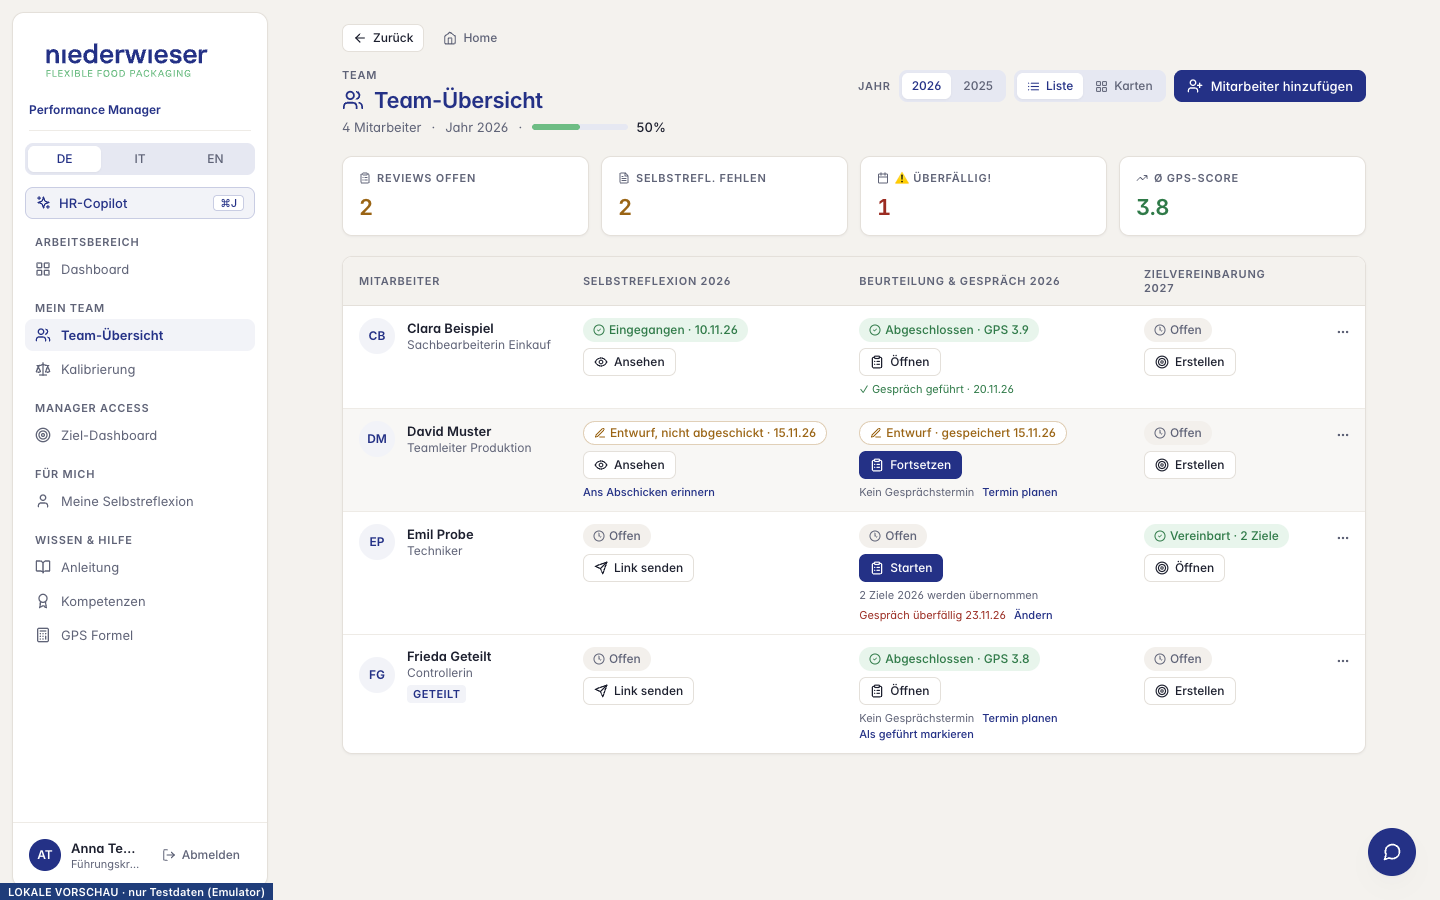 niederwieser
FLEXIBLE FOOD PACKAGING
Performance Manager
DE IT EN
HR-Copilot ⌘J
ARBEITSBEREICH
Dashboard
MEIN TEAM
Team-Übersicht
Kalibrierung
MANAGER ACCESS
Ziel-Dashboard
FÜR MICH
Meine Selbstreflexion
WISSEN & HILFE
Anleitung
Kompetenzen
GPS Formel
AT Anna Te... Führungskr... Abmelden
LOKALE VORSCHAU · nur Testdaten (Emulator)
Zurück Home
TEAM
Team-Übersicht
4 Mitarbeiter · Jahr 2026 · 50%
JAHR 2026 2025 Liste Karten Mitarbeiter hinzufügen
REVIEWS OFFEN
2
SELBSTREFL. FEHLEN
2
⚠️ ÜBERFÄLLIG!
1
Ø GPS-SCORE
3.8
MITARBEITER SELBSTREFLEXION 2026 BEURTEILUNG & GESPRÄCH 2026 ZIELVEREINBARUNG 2027
CB Clara Beispiel
Sachbearbeiterin Einkauf
Eingegangen · 10.11.26
Ansehen
Abgeschlossen · GPS 3.9
Öffnen
✓ Gespräch geführt · 20.11.26
Offen
Erstellen
...
DM David Muster
Teamleiter Produktion
Entwurf, nicht abgeschickt · 15.11.26
Ansehen
Ans Abschicken erinnern
Entwurf · gespeichert 15.11.26
Fortsetzen
Kein Gesprächstermin Termin planen
Offen
Erstellen
...
EP Emil Probe
Techniker
Offen
Link senden
Offen
Starten
2 Ziele 2026 werden übernommen
Gespräch überfällig 23.11.26 Ändern
Vereinbart · 2 Ziele
Öffnen
...
FG Frieda Geteilt
Controllerin
GETEILT
Offen
Link senden
Abgeschlossen · GPS 3.8
Öffnen
Kein Gesprächstermin Termin planen
Als geführt markieren
Offen
Erstellen
...